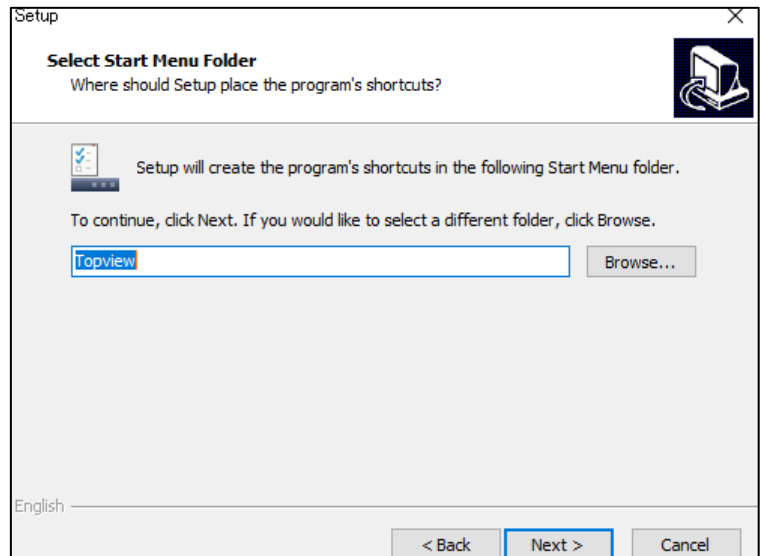 Setup
Select Start Menu Folder
Where should Setup place the program's shortcuts?
Setup will create the program's shortcuts in the following Start Menu folder.
To continue, click Next. If you would like to select a different folder, click Browse.
Topview
Browse...
English
< Back
Next >
Cancel